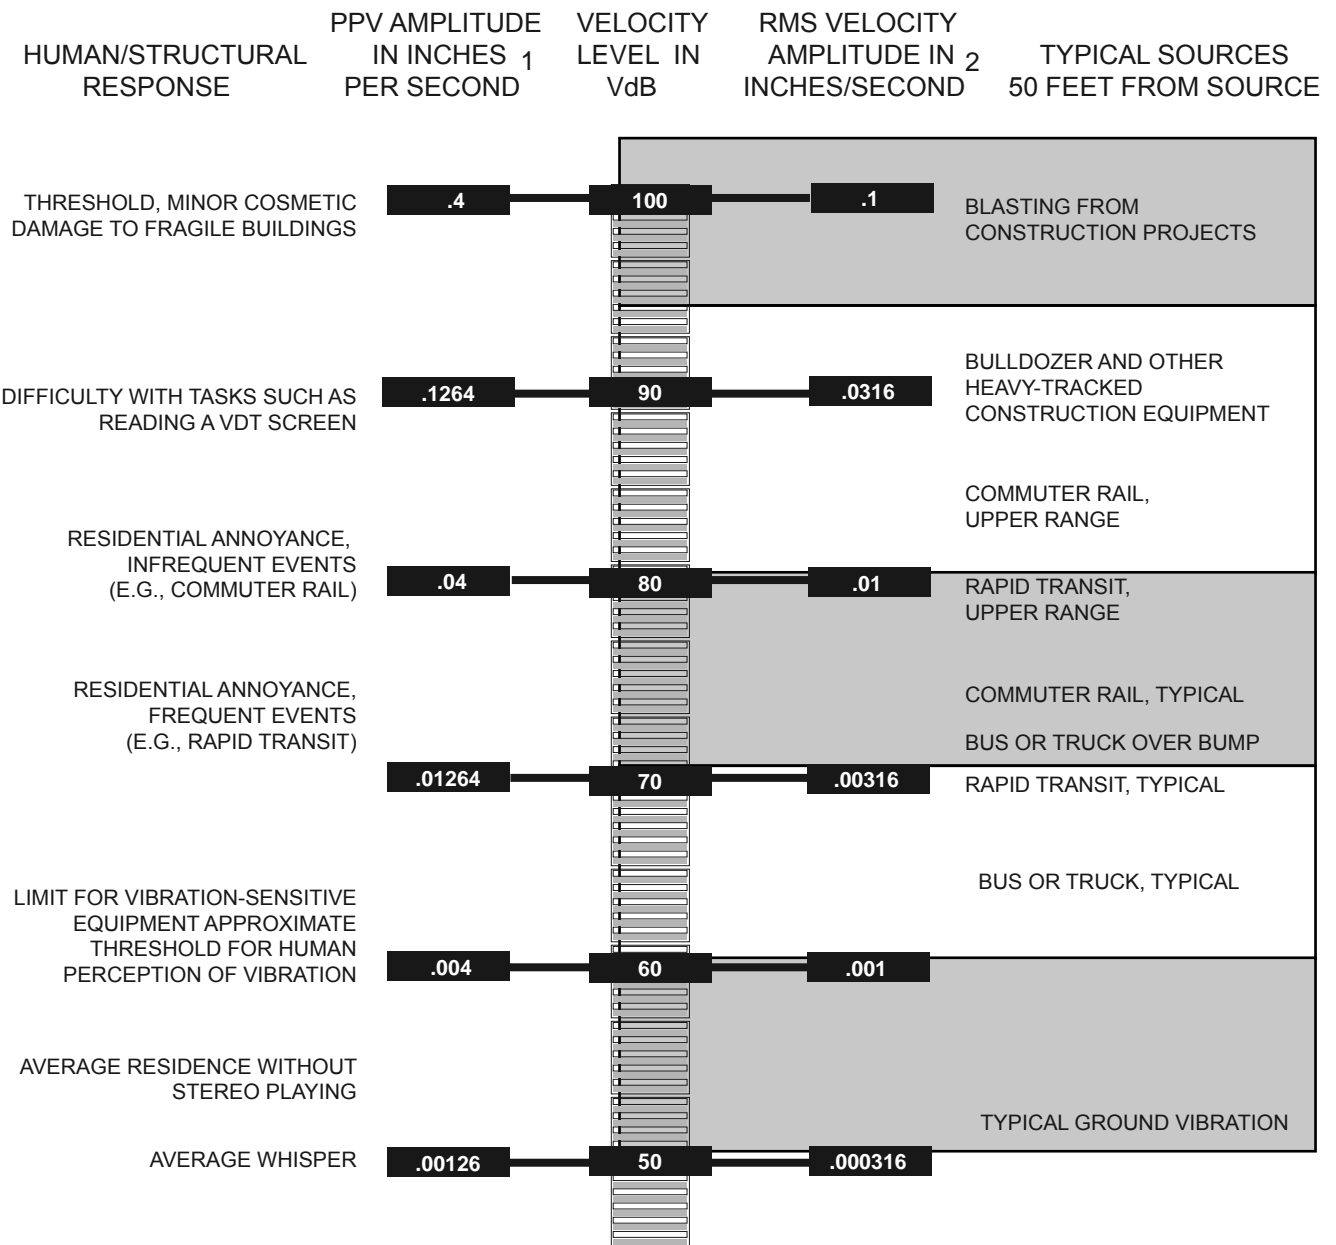 HUMAN/STRUCTURAL
RESPONSE
PPV AMPLITUDE
IN INCHES 1
PER SECOND
VELOCITY
LEVEL IN
VdB
RMS VELOCITY
AMPLITUDE IN 2
INCHES/SECOND
TYPICAL SOURCES
50 FEET FROM SOURCE
THRESHOLD, MINOR COSMETIC
DAMAGE TO FRAGILE BUILDINGS
.4
100
.1
BLASTING FROM
CONSTRUCTION PROJECTS
DIFFICULTY WITH TASKS SUCH AS
READING A VDT SCREEN
.1264
90
.0316
BULLDOZER AND OTHER
HEAVY-TRACKED
CONSTRUCTION EQUIPMENT
COMMUTER RAIL,
UPPER RANGE
RESIDENTIAL ANNOYANCE,
INFREQUENT EVENTS
(E.G., COMMUTER RAIL)
.04
80
.01
RAPID TRANSIT,
UPPER RANGE
RESIDENTIAL ANNOYANCE,
FREQUENT EVENTS
(E.G., RAPID TRANSIT)
COMMUTER RAIL, TYPICAL
BUS OR TRUCK OVER BUMP
.01264
70
.00316
RAPID TRANSIT, TYPICAL
BUS OR TRUCK, TYPICAL
LIMIT FOR VIBRATION-SENSITIVE
EQUIPMENT APPROXIMATE
THRESHOLD FOR HUMAN
PERCEPTION OF VIBRATION
.004
60
.001
AVERAGE RESIDENCE WITHOUT
STEREO PLAYING
TYPICAL GROUND VIBRATION
AVERAGE WHISPER
.00126
50
.000316